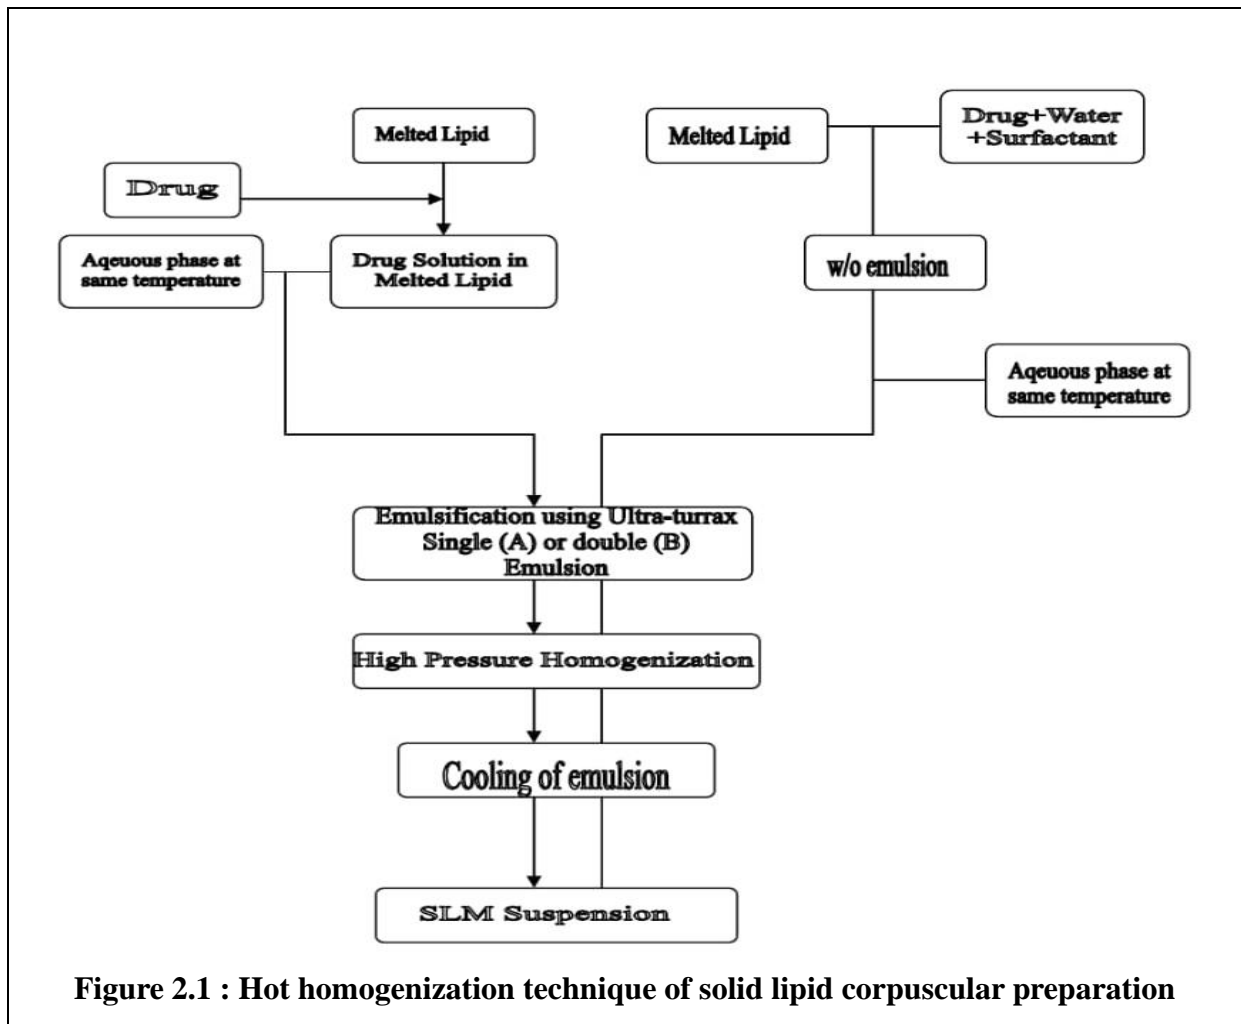 Melted Lipid
Drug
Aqeuous phase at
same temperature
Drug Solution in
Melted Lipid
Melted Lipid
Drug+Water
+Surfactant
w/o emulsion
Aqeuous phase at
same temperature
Emulsification using Ultra-turrax
Single (A) or double (B)
Emulsion
High Pressure Homogenization
Cooling of emulsion
SLM Suspension
Figure 2.1 : Hot homogenization technique of solid lipid corpuscular preparation